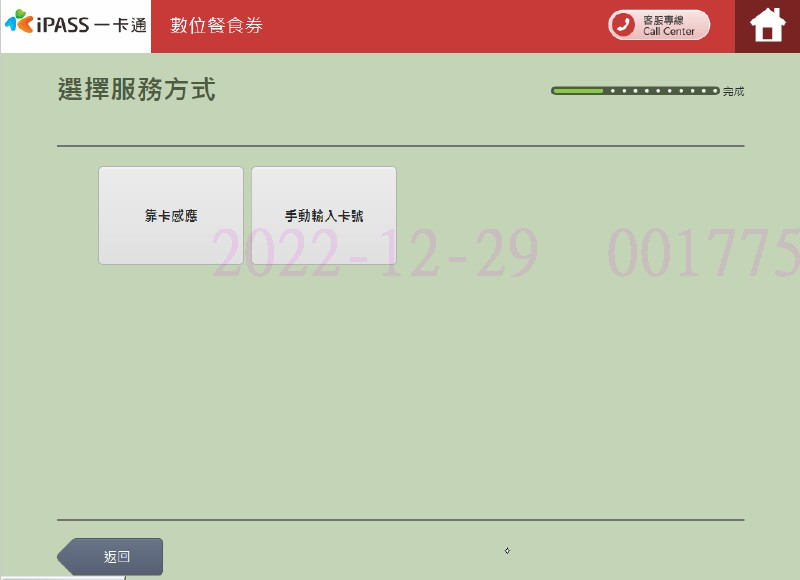 iPASS 一卡通
數位餐食券
客服專線
Call Center
選擇服務方式
完成
靠卡感應
手動輸入卡號
2022-12-29 001775
返回